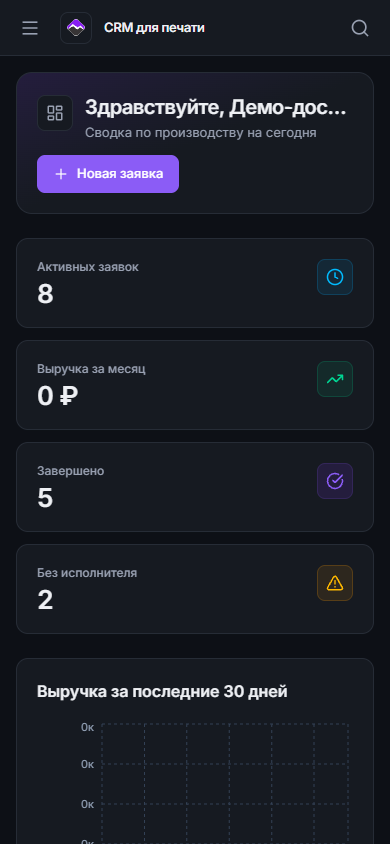 CRM для печати
Здравствуйте, Демо-дос...
Сводка по производству на сегодня
Новая заявка
Активных заявок
8
Выручка за месяц
0 ₽
Завершено
5
Без исполнителя
2
Выручка за последние 30 дней
0к
0к
0к
0к